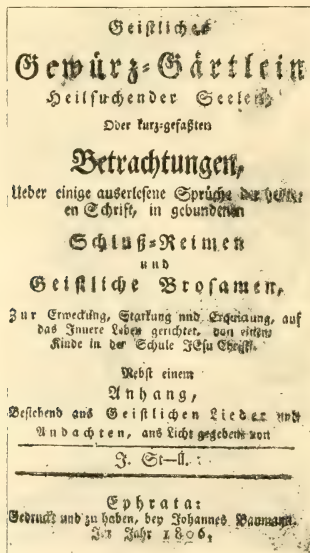 Geistliches
Gewürz-Gärtlein
Heilsuchender Seelen;
Oder kurz-gefaßten
Betrachtungen,
Ueber einige auserlesene Sprüche der
en Schrift, in gebundenen
Schluß-Reimen
und
Geistliche Brosamen,
Zur Erweckung, Starkung und Erquickung, auf
das Innere Leben gerichtet, von einem
Kinde in der Schule JEsu Christi.
Nebst einem
Anhang,
Bestehend aus Geistlichen Lieder und
Andachten, ans Licht gegeben von
J. St—ll.
Ephrata:
Gedruckt und zu haben, bey Johannes Baumann.
Im Jahr 1806,